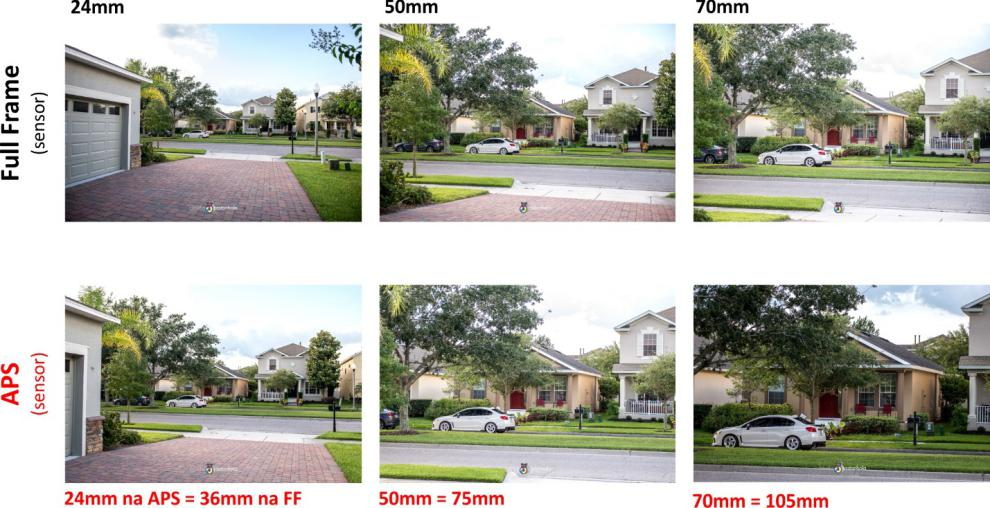 24mm
50mm
70mm
Full Frame
(sensor)
APS
(sensor)
24mm na APS = 36mm na FF
50mm = 75mm
70mm = 105mm